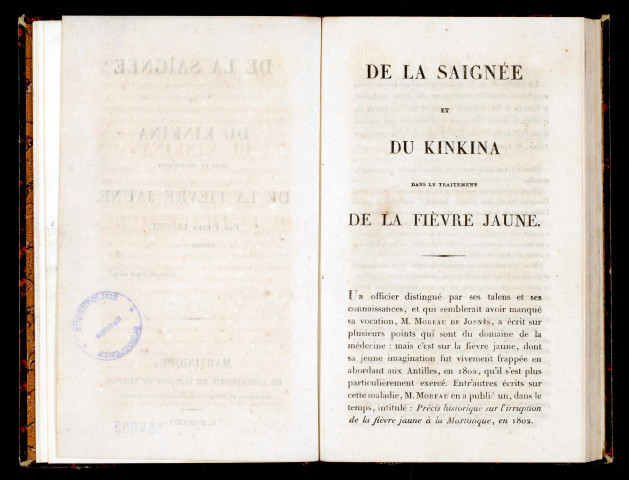 DE LA SAIGNÉE
ET
DU KINKINA
DANS LE TRAITEMENT
DE LA FIÈVRE JAUNE.
Un officier distingué par ses talens et ses
connaissances, et qui semblerait avoir manqué
sa vocation, M. Moreau de Jonnès, a écrit sur
plusieurs points qui sont du domaine de la
médecine : mais c'est sur la fièvre jaune, dont
sa jeune imagination fut vivement frappée en
abordant aux Antilles, en 1802, qu'il s'est plus
particulièrement exercé. Entr'autres écrits sur
cette maladie, M. Moreau en a publié un, dans le
temps, intitulé : Précis historique sur l'irruption
de la fièvre jaune à la Martinique, en 1802.